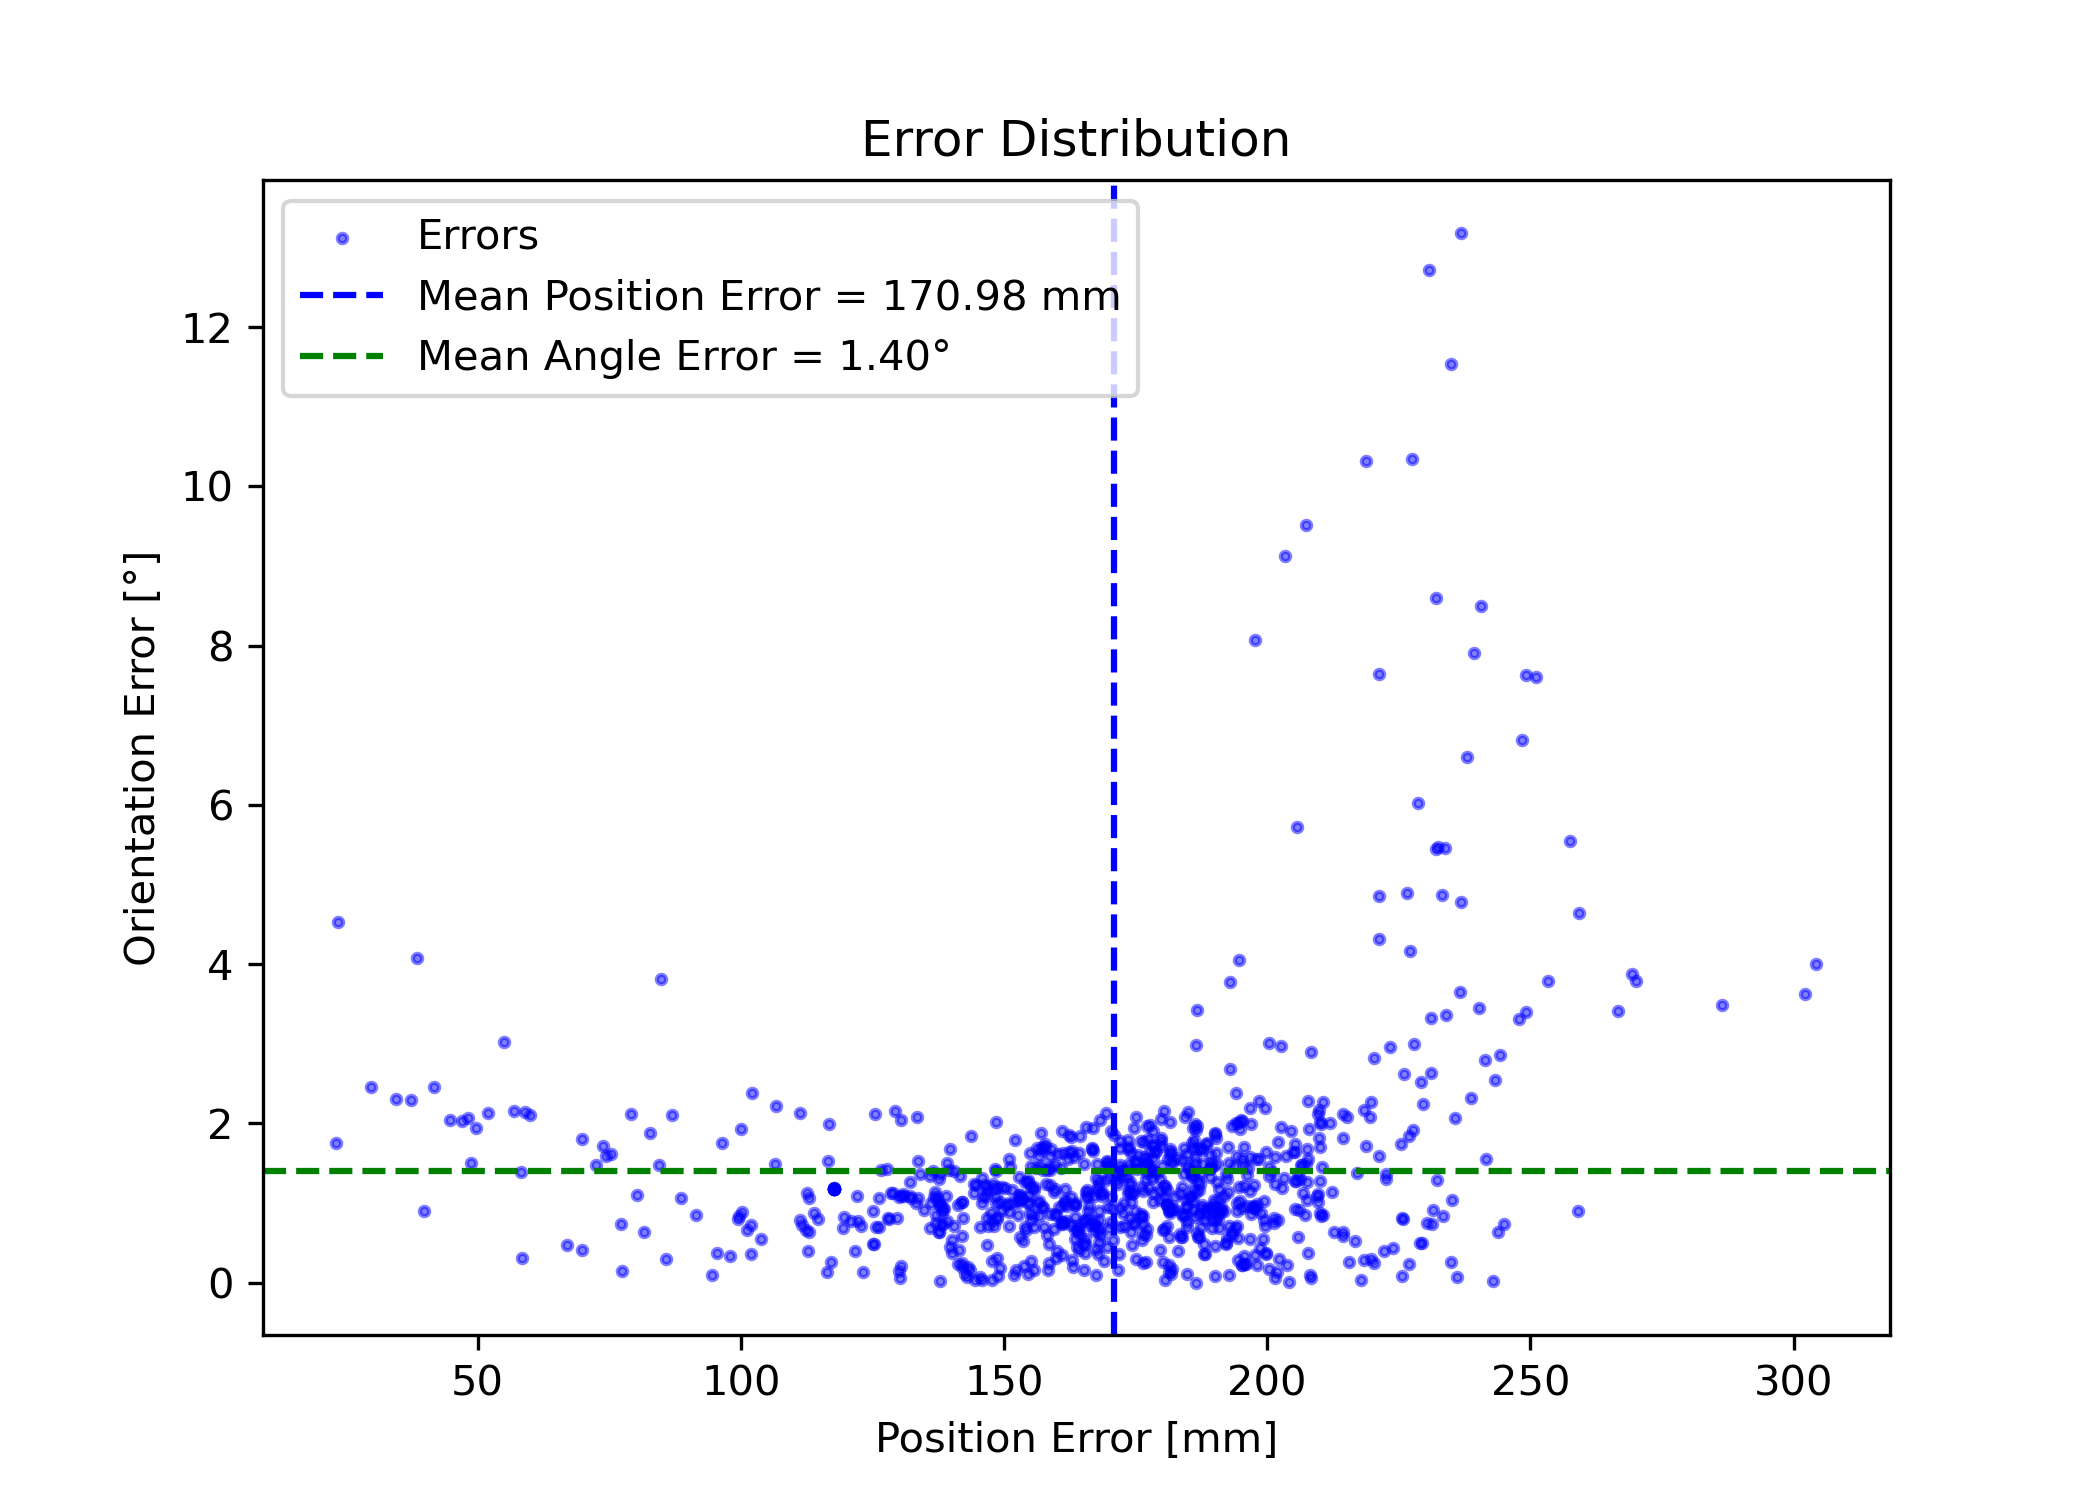 Error Distribution
Errors
Mean Position Error = 170.98 mm
Mean Angle Error = 1.40°
12
10
8
6
4
2
0
Orientation Error [°]
50 100 150 200 250 300
Position Error [mm]